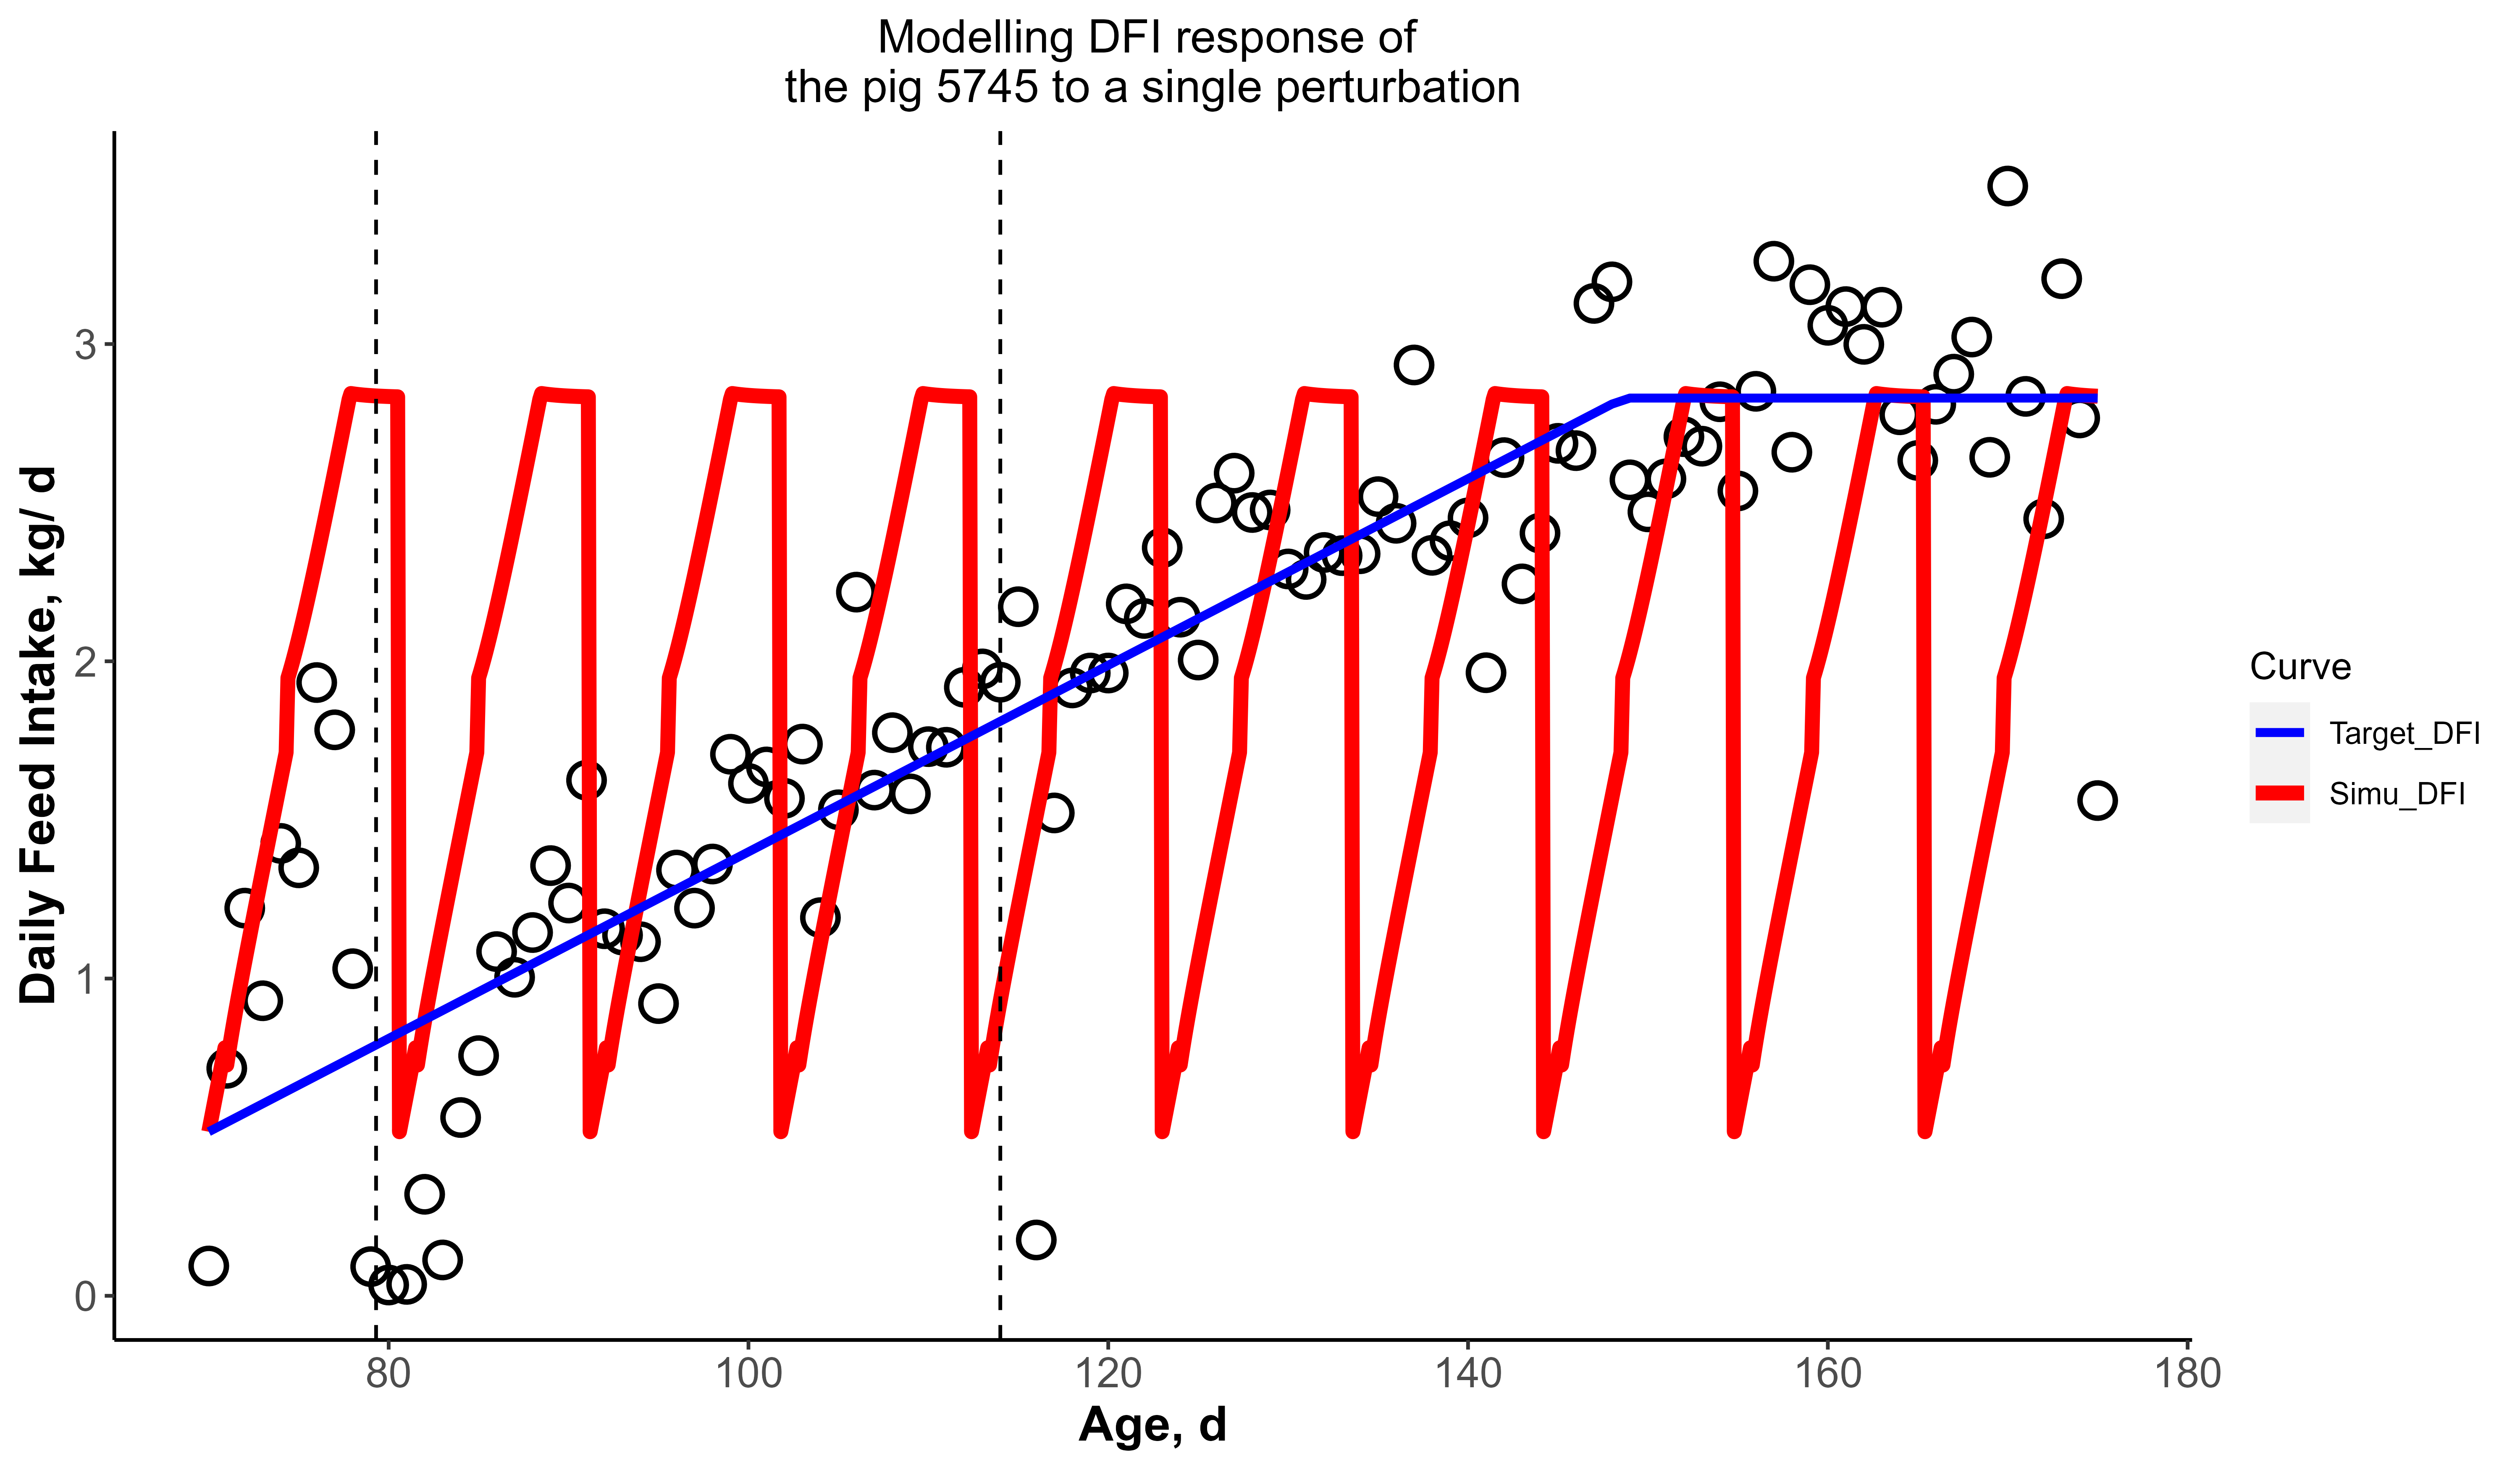 Modelling DFI response of
the pig 5745 to a single perturbation
Daily Feed Intake, kg/ d
3
2
1
0
80
100
120
140
160
180
Age, d
Curve
Target_DFI
Simu_DFI